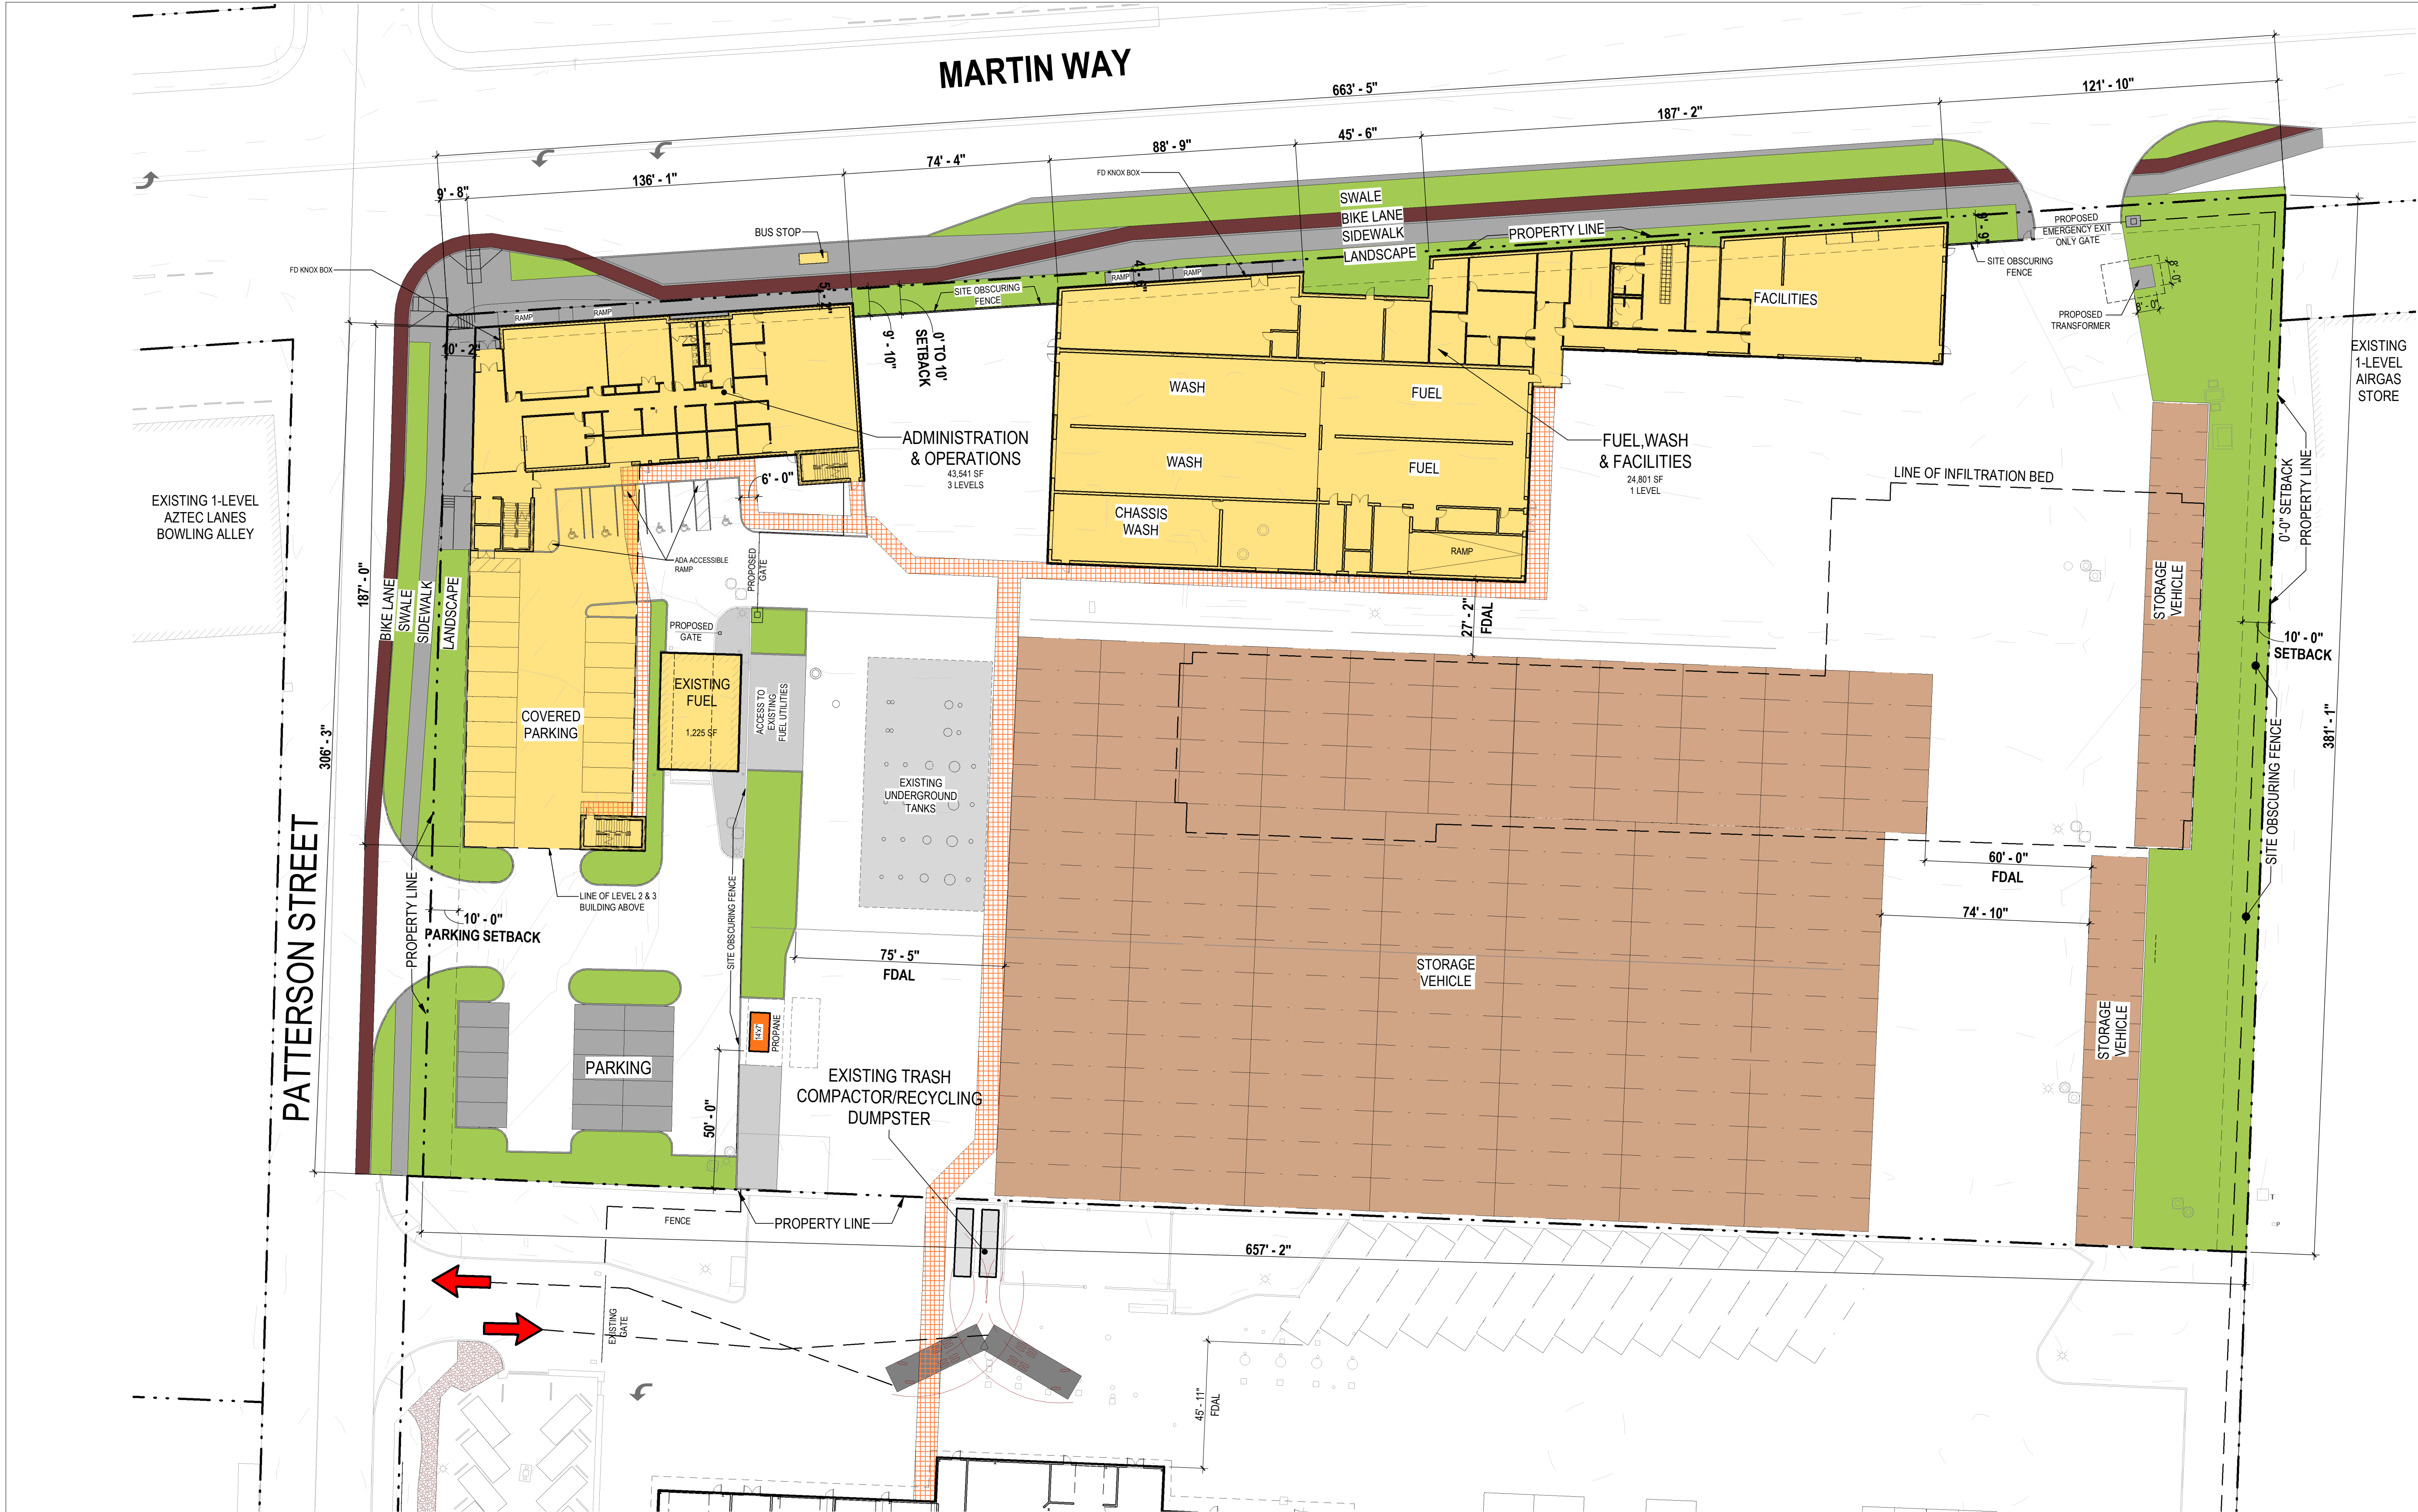 MARTIN WAY
663' - 5"
121' - 10"
187' - 2"
45' - 6"
88' - 9"
74' - 4"
136' - 1"
9' - 8"
FD KNOX BOX
SWALE
BIKE LANE
SIDEWALK
LANDSCAPE
PROPERTY LINE
BUS STOP
FD KNOX BOX
RAMP
RAMP
RAMP
RAMP
SITE OBSCURING
FENCE
9' - 10"
0' TO 10'
SETBACK
10' - 2"
9' - 9"
PROPOSED
EMERGENCY EXIT
ONLY GATE
SITE OBSCURING
FENCE
8' - 0"
8' - 0"
PROPOSED
TRANSFORMER
FACILITIES
EXISTING
1-LEVEL
AIRGAS
STORE
WASH
FUEL
WASH
FUEL
CHASSIS
WASH
RAMP
ADMINISTRATION
& OPERATIONS
43,541 SF
3 LEVELS
FUEL,WASH
& FACILITIES
24,801 SF
1 LEVEL
LINE OF INFILTRATION BED
0'-0" SETBACK
PROPERTY LINE
EXISTING 1-LEVEL
AZTEC LANES
BOWLING ALLEY
6' - 0"
ADA ACCESSIBLE
RAMP
PROPOSED
GATE
187' - 0"
BIKE LANE
SWALE
SIDEWALK
LANDSCAPE
PROPOSED
GATE
27' - 2"
FDAL
STORAGE
VEHICLE
10' - 0"
SETBACK
EXISTING
FUEL
1,225 SF
ACCESS TO
EXISTING
FUEL UTILITIES
COVERED
PARKING
306' - 3"
381' - 1"
EXISTING
UNDERGROUND
TANKS
SITE OBSCURING FENCE
60' - 0"
FDAL
74' - 10"
PATTERSON STREET
PROPERTY LINE
LINE OF LEVEL 2 & 3
BUILDING ABOVE
10' - 0"
PARKING SETBACK
SITE OBSCURING FENCE
75' - 5"
FDAL
STORAGE
VEHICLE
STORAGE
VEHICLE
14'x7'
PROPANE
PARKING
50' - 0"
EXISTING TRASH
COMPACTOR/RECYCLING
DUMPSTER
FENCE
PROPERTY LINE
657' - 2"
T
P
EXISTING
GATE
45' - 11"
FDAL